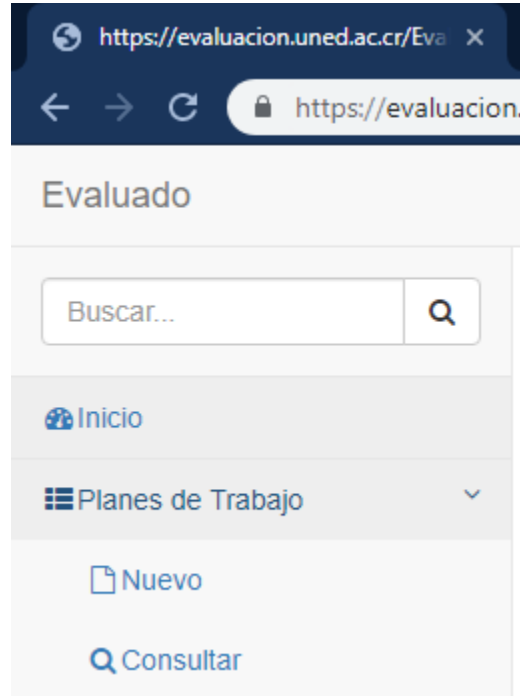 https://evaluacion.uned.ac.cr/Eva
https://evaluacion.
Evaluado
Buscar...
Inicio
Planes de Trabajo
Nuevo
Consultar